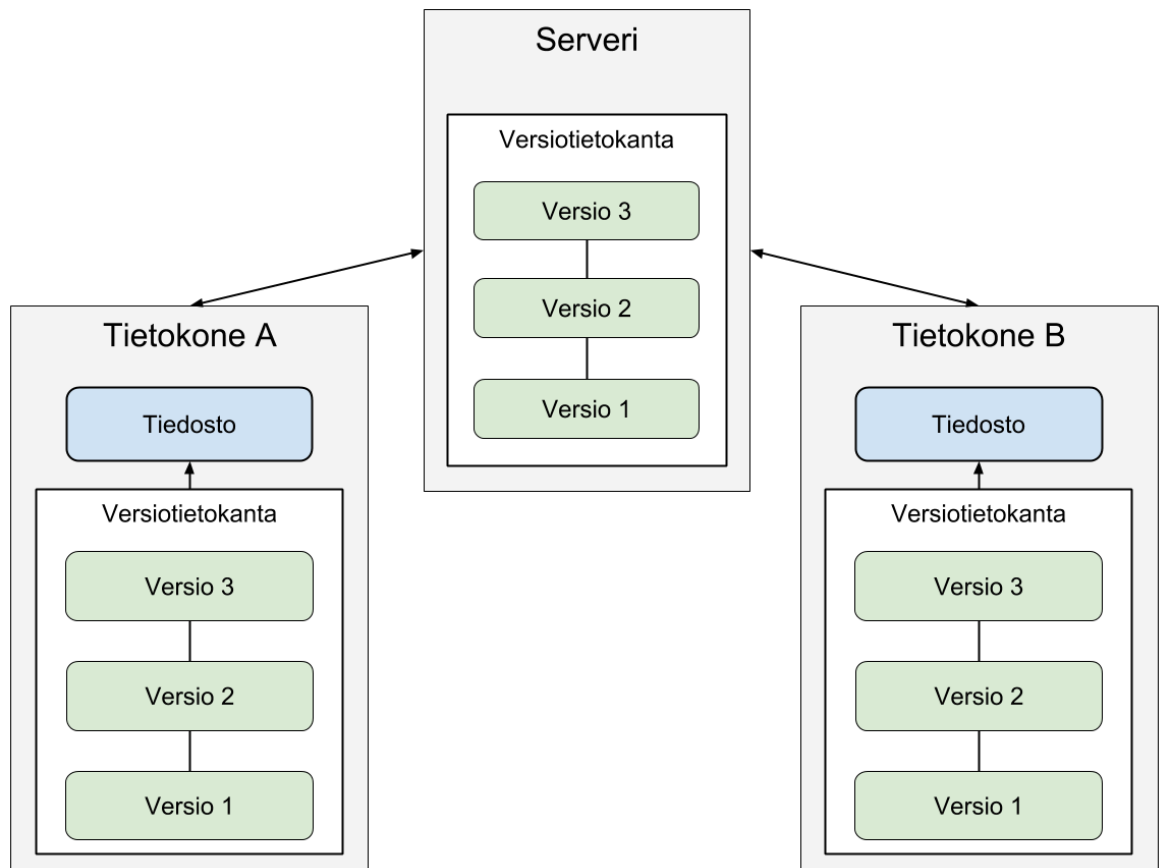 Serveri
Versiotietokanta
Versio 3
Versio 2
Versio 1
Tietokone A
Tiedosto
Versiotietokanta
Versio 3
Versio 2
Versio 1
Tietokone B
Tiedosto
Versiotietokanta
Versio 3
Versio 2
Versio 1